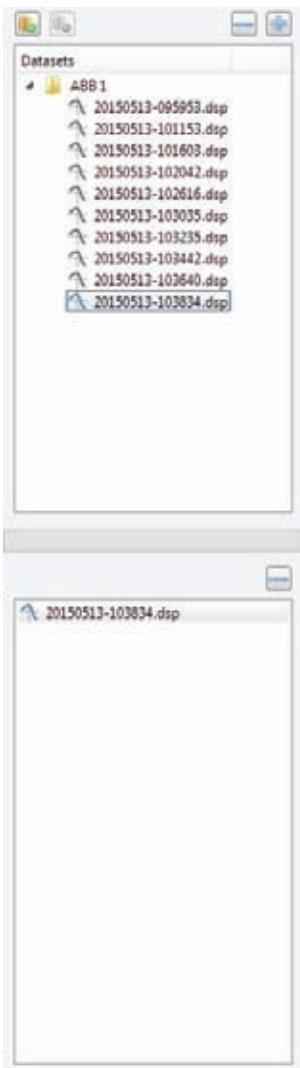 Datasets
ABB 1
20150513-095953.dsp
20150513-101153.dsp
20150513-101603.dsp
20150513-102042.dsp
20150513-102616.dsp
20150513-103035.dsp
20150513-103235.dsp
20150513-103442.dsp
20150513-103640.dsp
20150513-103834.dsp
20150513-103834.dsp